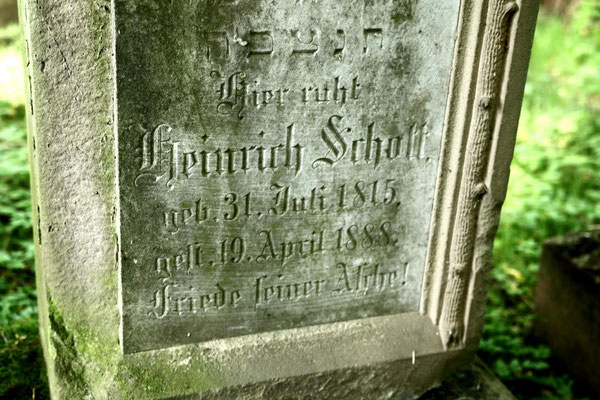 תנצבה
Hier ruht
Heinrich Schott,
geb. 31. Juli 1815,
gest. 19. April 1888.
Friede seiner Asche!